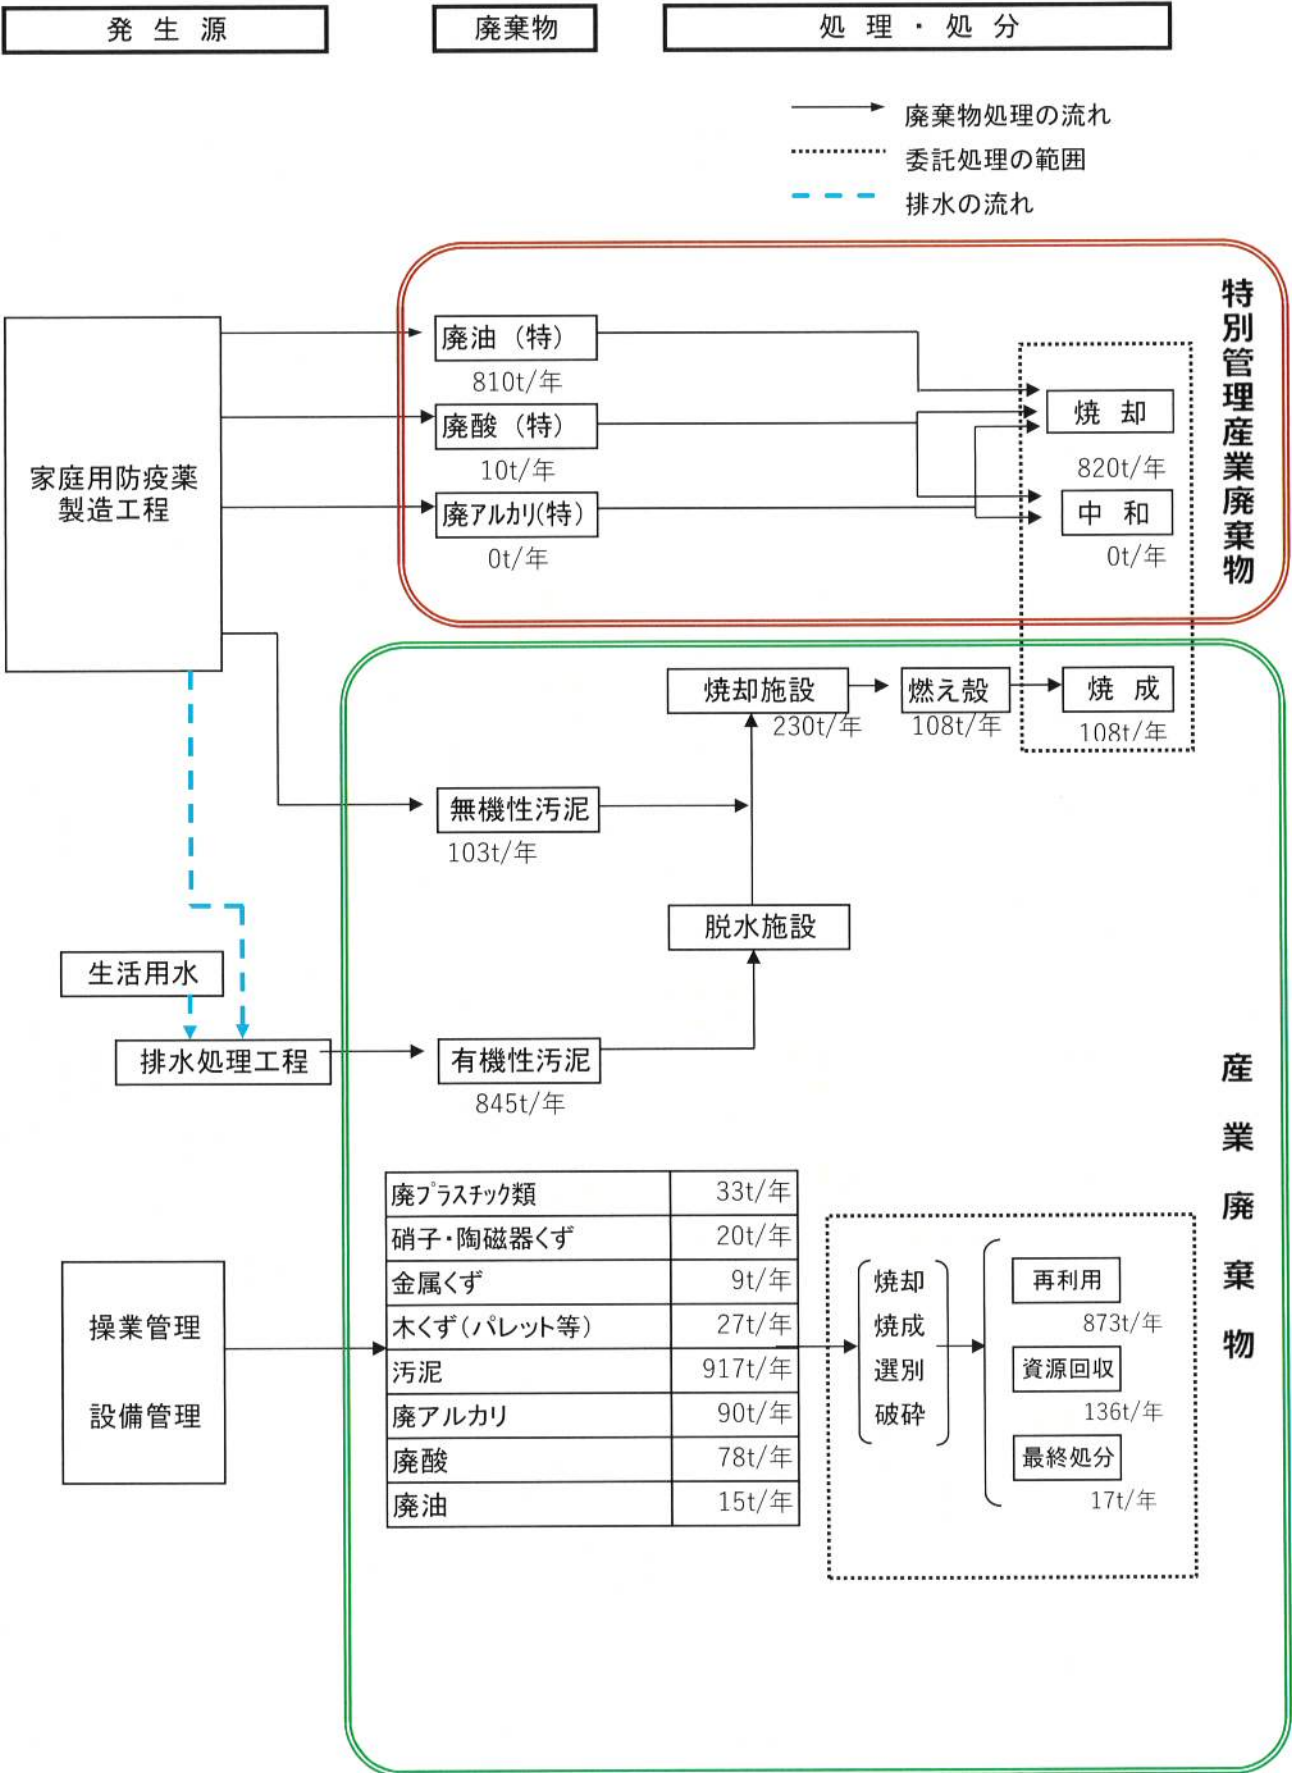 発生源
廃棄物
処理・処分
廃棄物処理の流れ
委託処理の範囲
排水の流れ
特別管理産業廃棄物
家庭用防疫薬
製造工程
廃油（特）
810t/年
廃酸（特）
10t/年
廃アルカリ(特)
0t/年
焼却
820t/年
中和
0t/年
焼却施設
230t/年
燃え殻
108t/年
焼成
108t/年
無機性汚泥
103t/年
脱水施設
生活用水
排水処理工程
有機性汚泥
845t/年
産業廃棄物
操業管理
設備管理
廃プラスチック類 33t/年
硝子・陶磁器くず 20t/年
金属くず 9t/年
木くず（パレット等） 27t/年
汚泥 917t/年
廃アルカリ 90t/年
廃酸 78t/年
廃油 15t/年
焼却
焼成
選別
破砕
再利用
873t/年
資源回収
136t/年
最終処分
17t/年